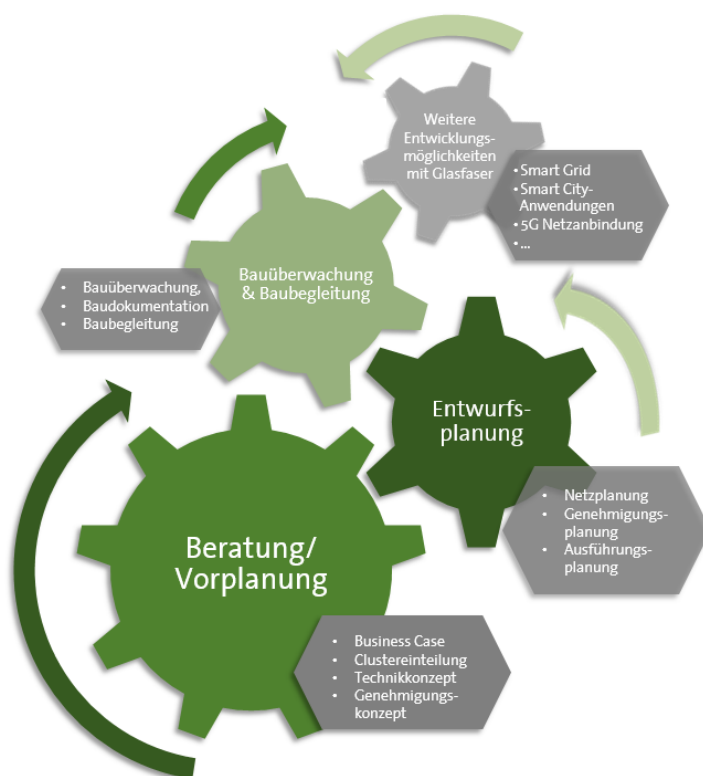 Weitere
Entwicklungs-
möglichkeiten
mit Glasfaser
•Smart Grid
•Smart City-
Anwendungen
•5G Netzanbindung
•...
Bauüberwachung
& Baubegleitung
• Bauüberwachung,
• Baudokumentation
• Baubegleitung
Entwurfs-
planung
• Netzplanung
• Genehmigungs-
planung
• Ausführungs-
planung
Beratung/
Vorplanung
• Business Case
• Clustereinteilung
• Technikkonzept
• Genehmigungs-
konzept